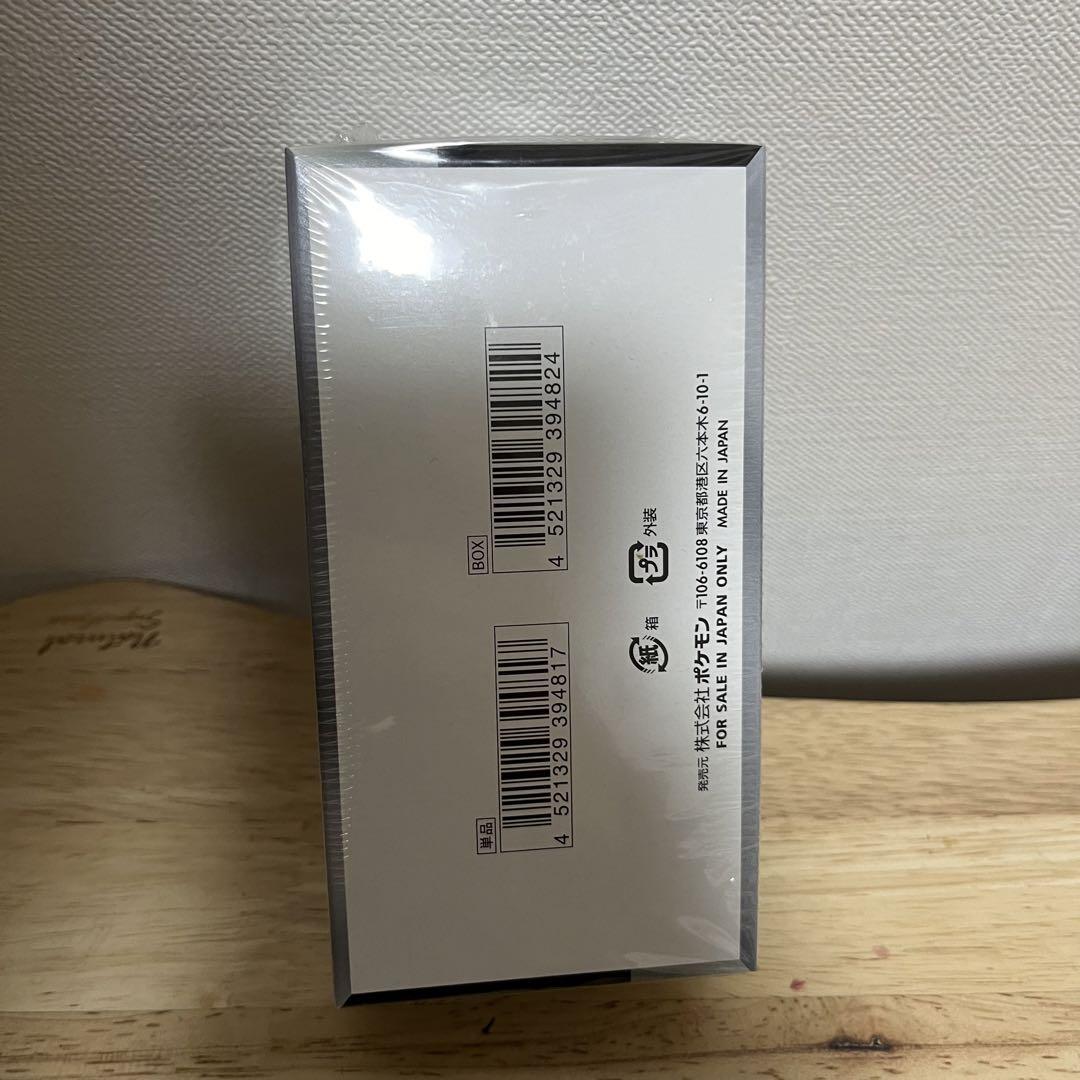 BOX
4 521329 394824
単品
4 521329 394817
紙 箱
プラ 外装
発売元 株式会社 ポケモン 〒106-6108 東京都港区六本木6-10-1
FOR SALE IN JAPAN ONLY MADE IN JAPAN
Natural